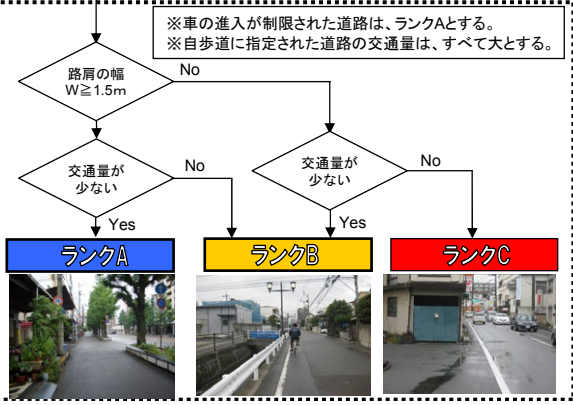 ※車の進入が制限された道路は、ランクAとする。
※自歩道に指定された道路の交通量は、すべて大とする。
路肩の幅
W≧1.5m
No
交通量が
少ない
No
交通量が
少ない
No
Yes
Yes
ランクA
ランクB
ランクC